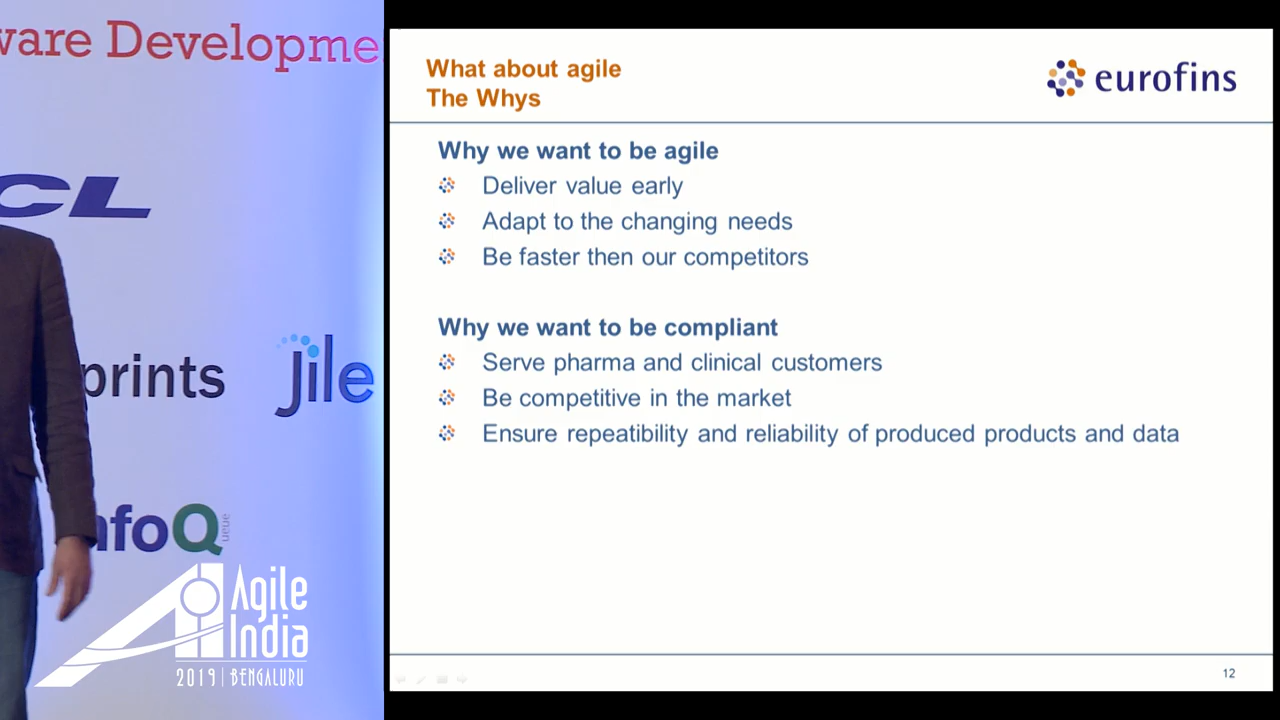 ware Developme
CL
prints
Jile
nfoQ
Agile
India
2019 | BENGALURU
What about agile
The Whys
eurofins
Why we want to be agile
Deliver value early
Adapt to the changing needs
Be faster then our competitors
Why we want to be compliant
Serve pharma and clinical customers
Be competitive in the market
Ensure repeatibility and reliability of produced products and data
12